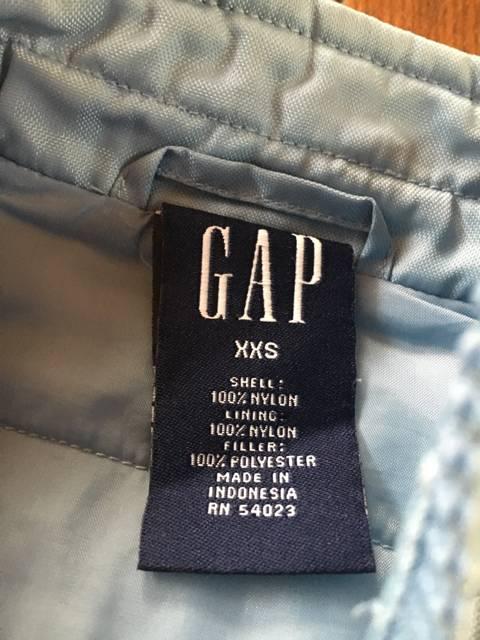 GAP
XXS
SHELL:
100% NYLON
LINING:
100% NYLON
FILLER:
100% POLYESTER
MADE IN
INDONESIA
RN 54023